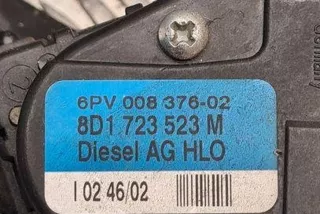 6PV 008 376-02
8D1 723 523 M
Diesel AG HLO
I 02 46/02